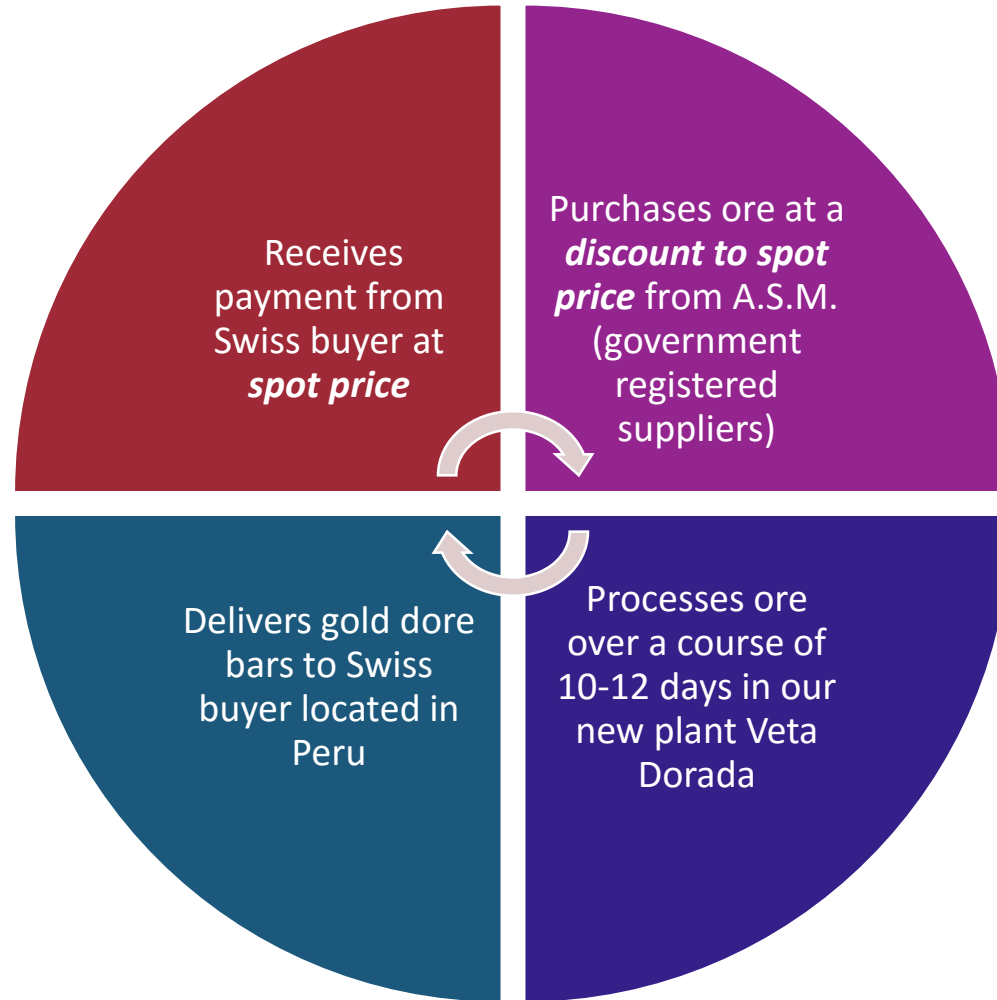 Receives
payment from
Swiss buyer at
spot price
Purchases ore at a
discount to spot
price from A.S.M.
(government
registered
suppliers)
Delivers gold dore
bars to Swiss
buyer located in
Peru
Processes ore
over a course of
10-12 days in our
new plant Veta
Dorada